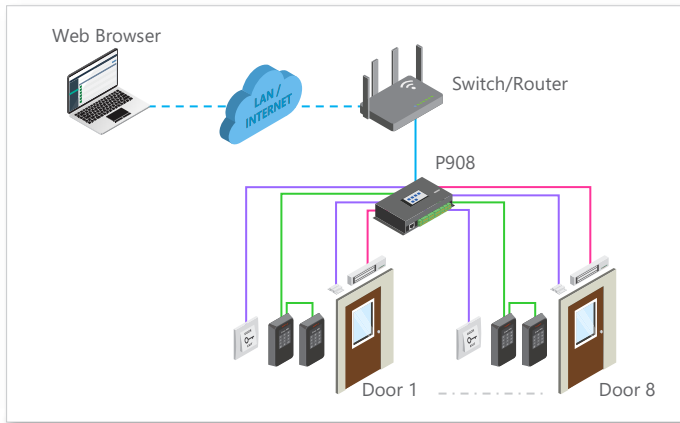 Web Browser
LAN /
INTERNET
Switch/Router
P908
Door 1
Door 8